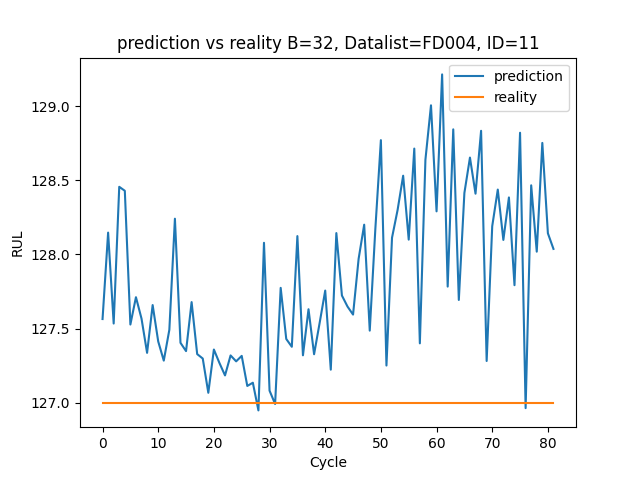 prediction vs reality B=32, Datalist=FD004, ID=11
prediction
reality
129.0
128.5
128.0
127.5
127.0
RUL
0 10 20 30 40 50 60 70 80
Cycle